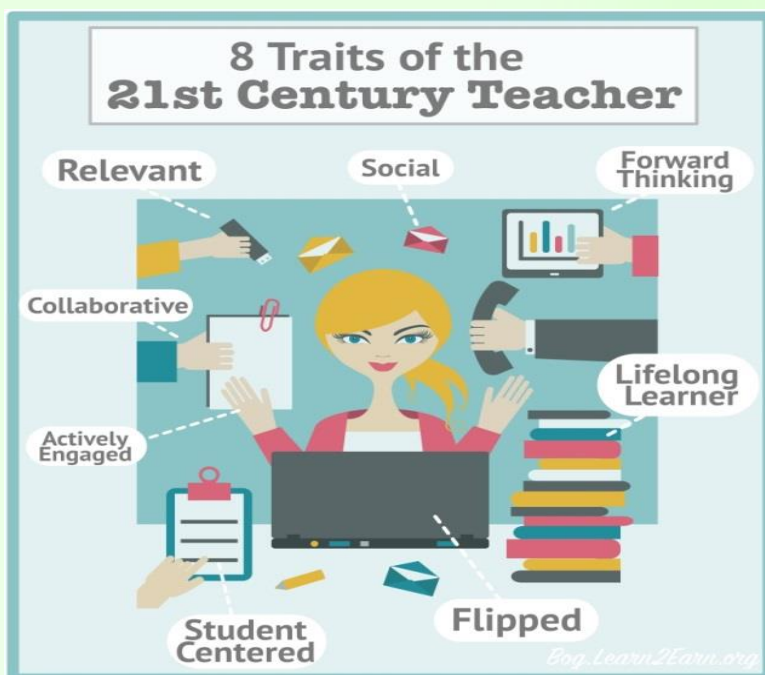 8 Traits of the
21st Century Teacher
Relevant
Social
Forward
Thinking
Collaborative
Lifelong
Learner
Actively
Engaged
Student
Centered
Flipped
Bog.Learn2Earn.org